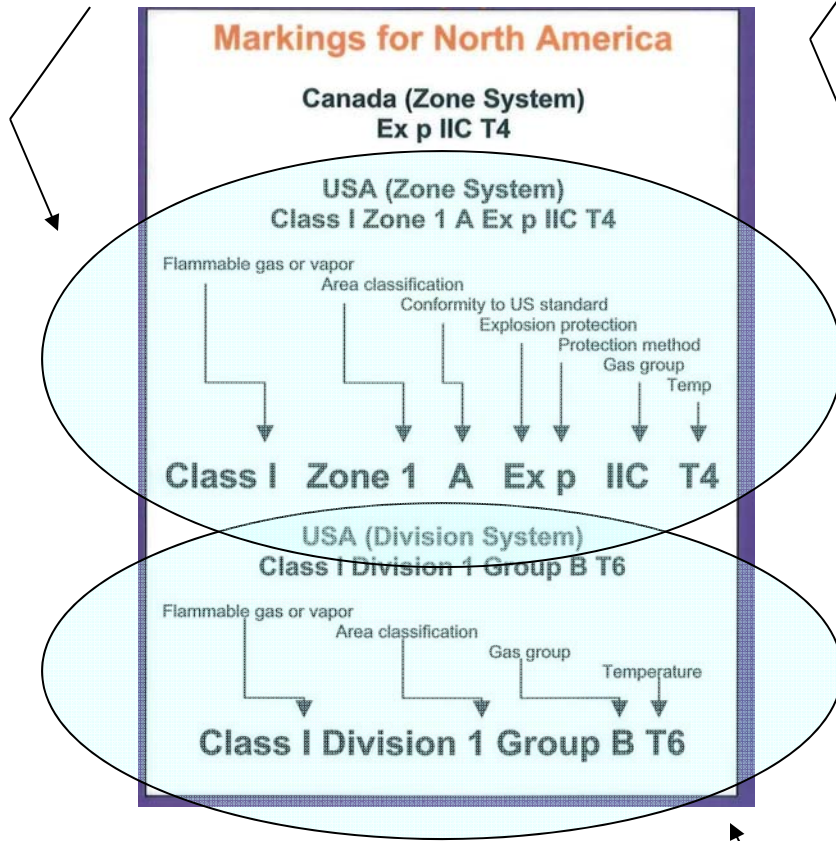 Markings for North America
Canada (Zone System)
Ex p IIC T4
USA (Zone System)
Class I Zone 1 A Ex p IIC T4
Flammable gas or vapor
Area classification
Conformity to US standard
Explosion protection
Protection method
Gas group
Temp
Class I Zone 1 A Ex p IIC T4
USA (Division System)
Class I Division 1 Group B T6
Flammable gas or vapor
Area classification
Gas group
Temperature
Class I Division 1 Group B T6